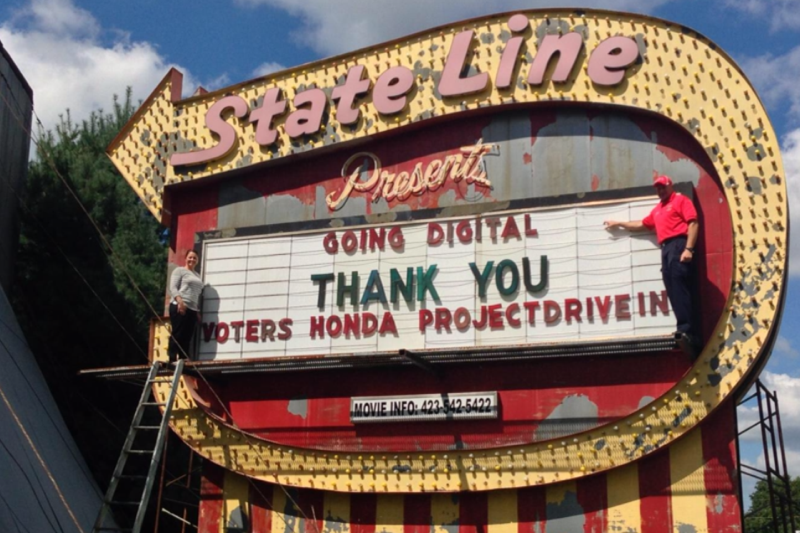 State Line
Presents
GOING DIGITAL
THANK YOU
VOTERS HONDA PROJECTDRIVEIN
MOVIE INFO: 423-542-5422